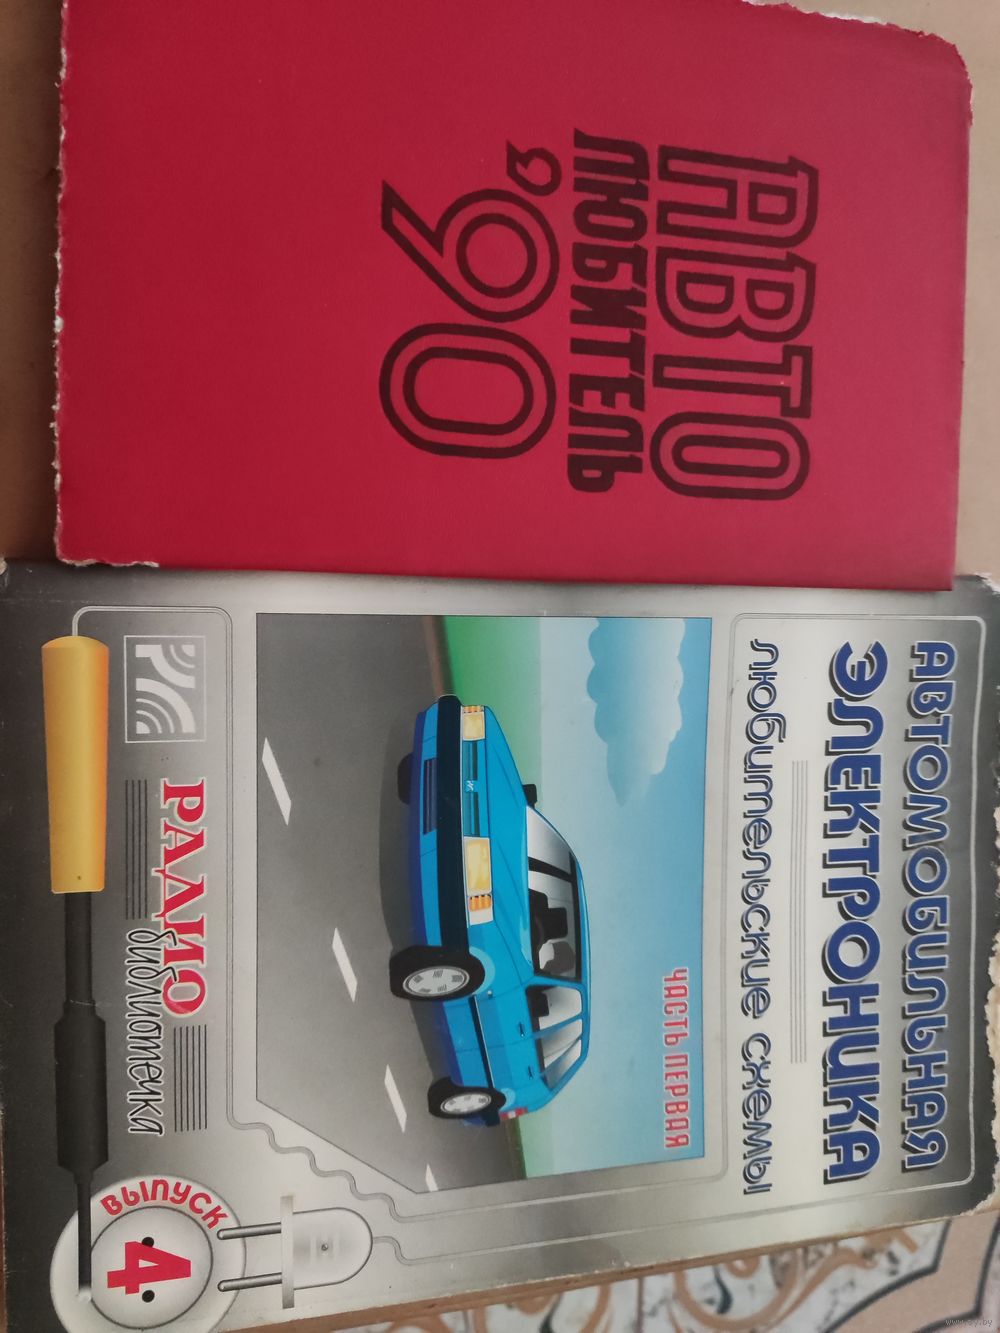 АВТО
ЛЮБИТЕЛЬ
'90
АВТОМОБИЛЬНАЯ
ЭЛЕКТРОНИКА
любительские схемы
ЧАСТЬ ПЕРВАЯ
РАДИО
библиотечка
ВЫПУСК
4